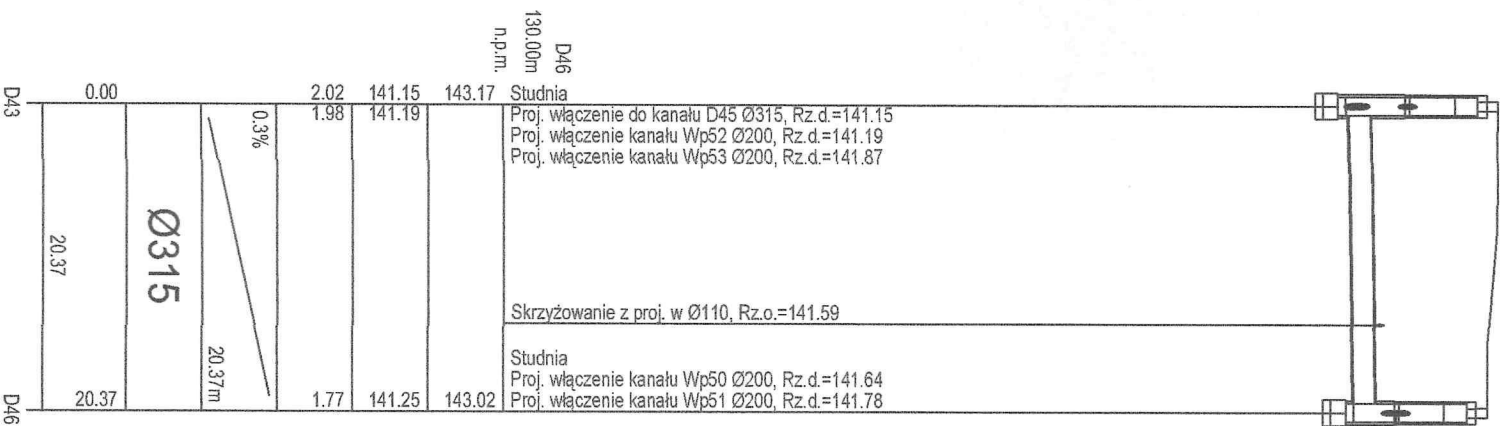 D46
130.00m
n.p.m.
D43
0.00
0.3%
2.02 141.15 143.17 Studnia
1.98 141.19 Proj. włączenie do kanału D45 Ø315, Rz.d.=141.15
Proj. włączenie kanału Wp52 Ø200, Rz.d.=141.19
Proj. włączenie kanału Wp53 Ø200, Rz.d.=141.87
20.37
Ø315
Skrzyżowanie z proj. w Ø110, Rz.o.=141.59
20.37m
Studnia
Proj. włączenie kanału Wp50 Ø200, Rz.d.=141.64
D46
20.37 1.77 141.25 143.02 Proj. włączenie kanału Wp51 Ø200, Rz.d.=141.78